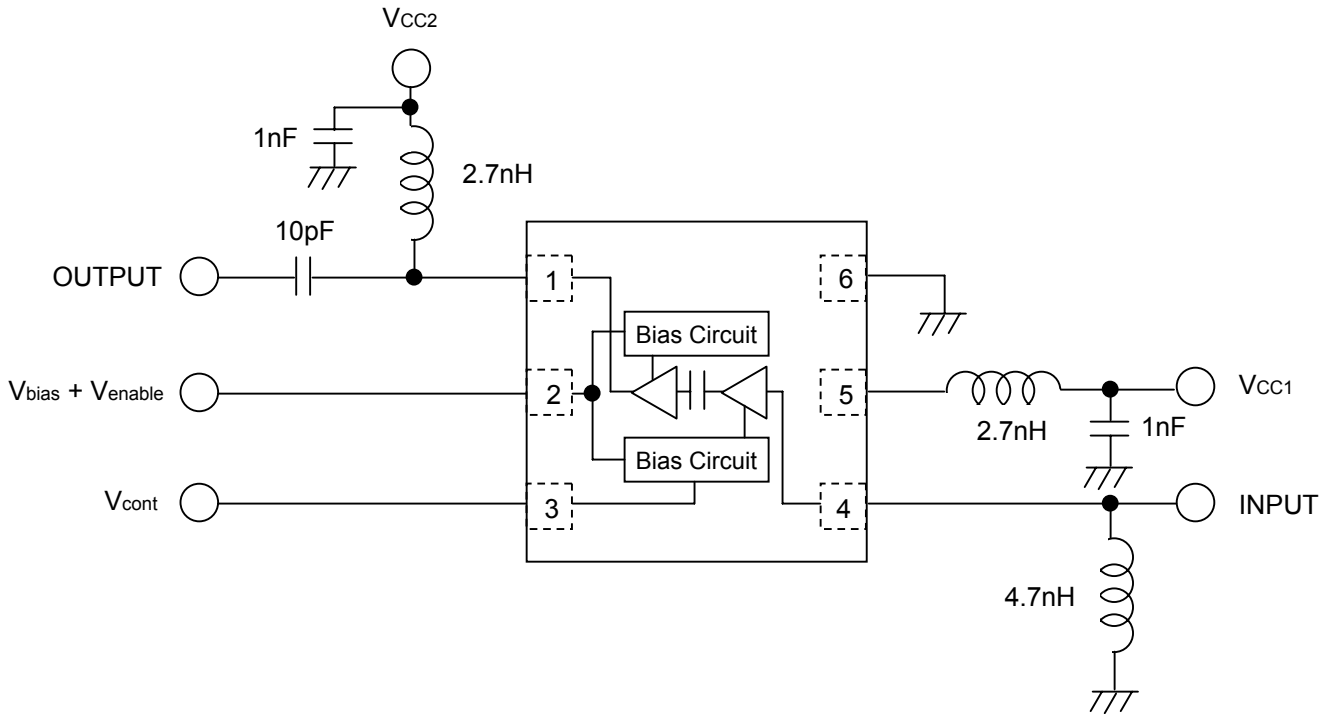 VCC2
1nF
2.7nH
10pF
OUTPUT
1
6
Bias Circuit
Vbias + Venable
2
5
VCC1
2.7nH
1nF
Bias Circuit
Vcont
3
4
INPUT
4.7nH